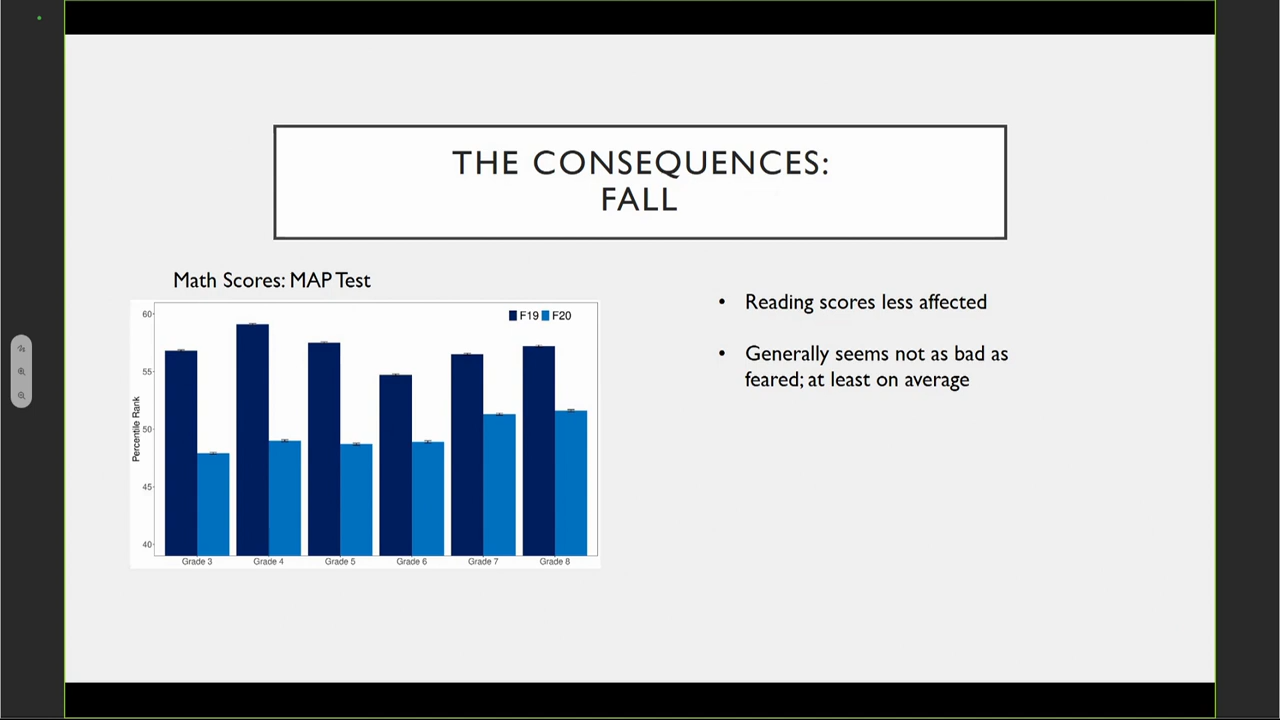 THE CONSEQUENCES:
FALL
Math Scores: MAP Test
F19 F20
60
55
50
45
40
Percentile Rank
Grade 3 Grade 4 Grade 5 Grade 6 Grade 7 Grade 8
• Reading scores less affected
• Generally seems not as bad as
feared; at least on average